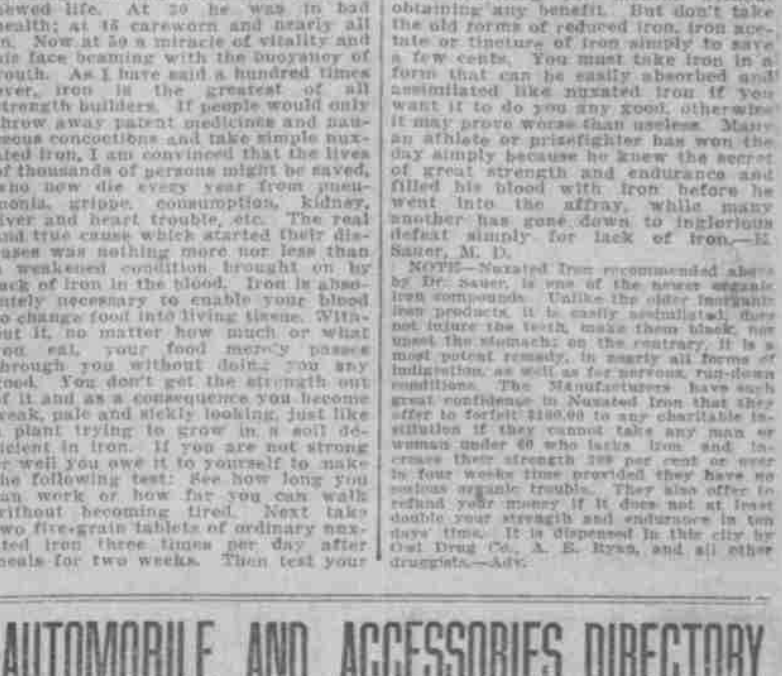 newed life. At 30 he was in bad
health; at 45 careworn and nearly all
in. Now at 50 a miracle of vitality and
his face beaming with the buoyancy of
youth. As I have said a hundred times
over, iron is the greatest of all
strength builders. If people would only
throw away patent medicines and nau-
seous concoctions and take simple nux-
ated iron, I am convinced that the lives
of thousands of persons might be saved,
who now die every year from pneu-
monia, grippe, consumption, kidney,
liver and heart trouble, etc. The real
and true cause which started their dis-
eases was nothing more nor less than
a weakened condition brought on by
lack of iron in the blood. Iron is abso-
lutely necessary to enable your blood
to change food into living tissue. With-
out it, no matter how much or what
you eat, your food merely passes
through you without doing you any
good. You don't get the strength out
of it and as a consequence you become
weak, pale and sickly looking, just like
a plant trying to grow in a soil de-
ficient in iron. If you are not strong
or well you owe it to yourself to make
the following test: See how long you
can work or how far you can walk
without becoming tired. Next take
two five-grain tablets of ordinary nux-
ated iron three times per day after
meals for two weeks. Then test your
obtaining any benefit. But don't take
the old forms of reduced iron, iron ace-
tate or tincture of iron simply to save
a few cents. You must take iron in a
form that can be easily absorbed and
assimilated like nuxated iron if you
want it to do you any good, otherwise
it may prove worse than useless. Many
an athlete or prizefighter has won the
day simply because he knew the secret
of great strength and endurance and
filled his blood with iron before he
went into the affray, while many
another has gone down to inglorious
defeat simply for lack of iron.—E.
Sauer, M. D.
NOTE—Nuxated Iron recommended above
by Dr. Sauer, is one of the newer organic
iron compounds. Unlike the older inorganic
iron products, it is easily assimilated, does
not injure the teeth, make them black, nor
upset the stomach; on the contrary, it is a
most potent remedy, in nearly all forms of
indigestion, as well as for nervous, run-down
conditions. The Manufacturers have such
great confidence in Nuxated Iron that they
offer to forfeit $100.00 to any charitable in-
stitution if they cannot take any man or
woman under 60 who lacks iron and in-
crease their strength 200 per cent or over
in four weeks time provided they have no
serious organic trouble. They also offer to
refund your money if it does not at least
double your strength and endurance in ten
days' time. It is dispensed in this city by
Owl Drug Co., A. E. Ryan, and all other
druggists.—Adv.
AUTOMOBILE AND ACCESSORIES DIRECTORY